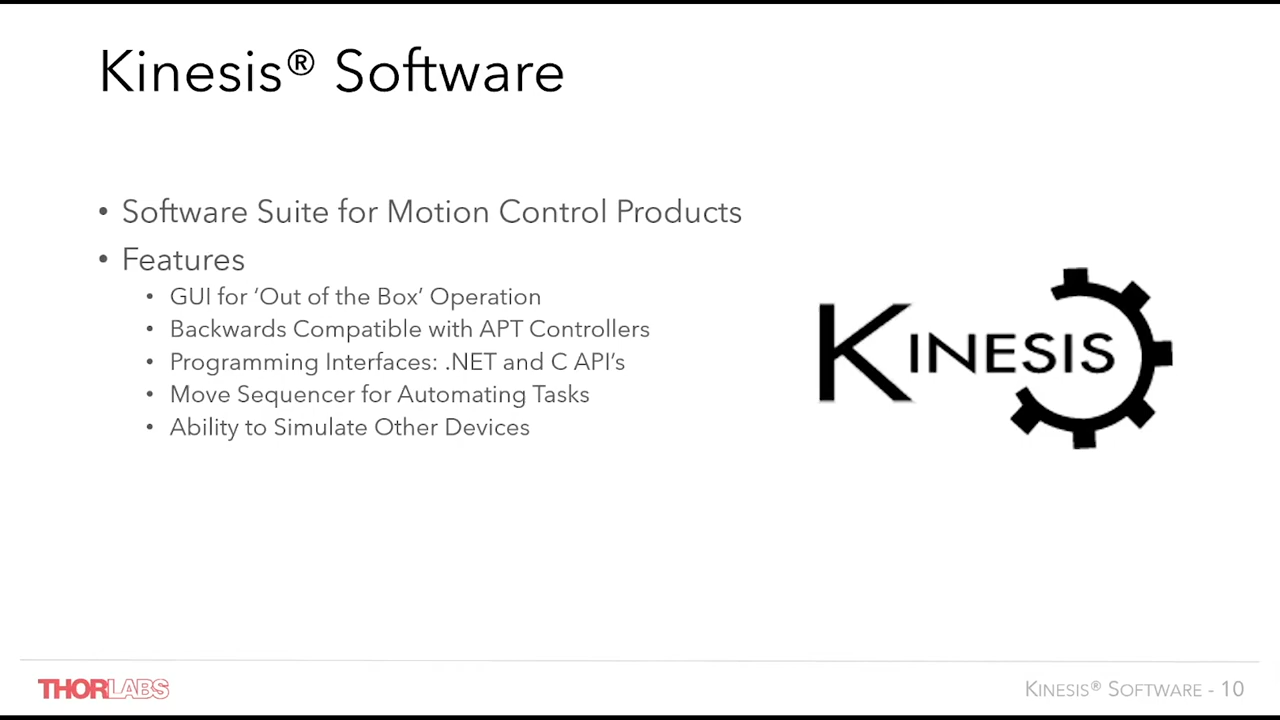 Kinesis® Software
• Software Suite for Motion Control Products
• Features
• GUI for ‘Out of the Box’ Operation
• Backwards Compatible with APT Controllers
• Programming Interfaces: .NET and C API’s
• Move Sequencer for Automating Tasks
• Ability to Simulate Other Devices
KINESIS
THORLABS
KINESIS® SOFTWARE - 10